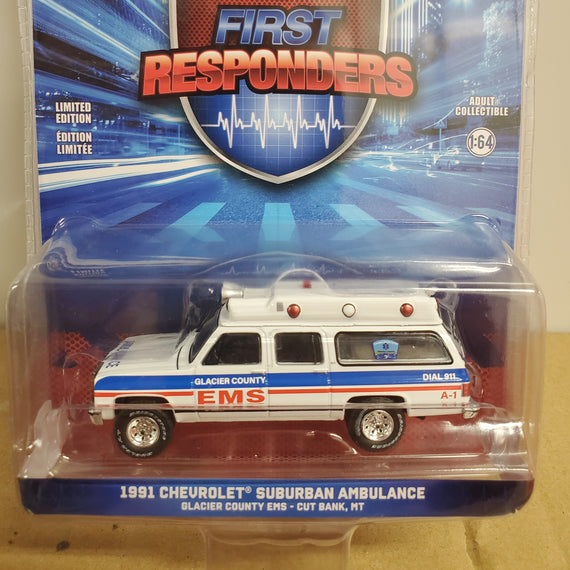 FIRST
RESPONDERS
LIMITED
EDITION
ÉDITION
LIMITÉE
ADULT
COLLECTIBLE
1:64
GLACIER COUNTY
DIAL 911
EMS
A-1
1991 CHEVROLET® SUBURBAN AMBULANCE
GLACIER COUNTY EMS - CUT BANK, MT